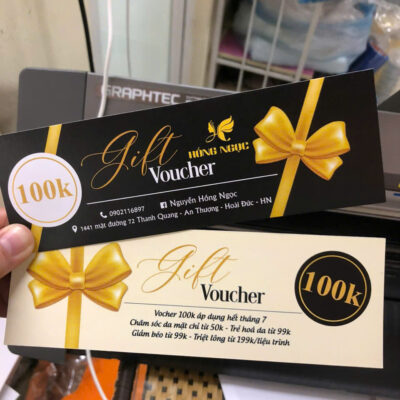 GRAPHTEC
Gift
Voucher
HỒNG NGỌC
100k
0902116897 Nguyễn Hồng Ngọc
1441 mặt đường 72 Thanh Quang - An Thượng - Hoài Đức - HN
Gift
Voucher
100k
Vocher 100k áp dụng hết tháng 7
Chăm sóc da mặt chỉ từ 50k - Trẻ hoá da từ 99k
Giảm béo từ 99k - Triệt lông từ 199k/liệu trình